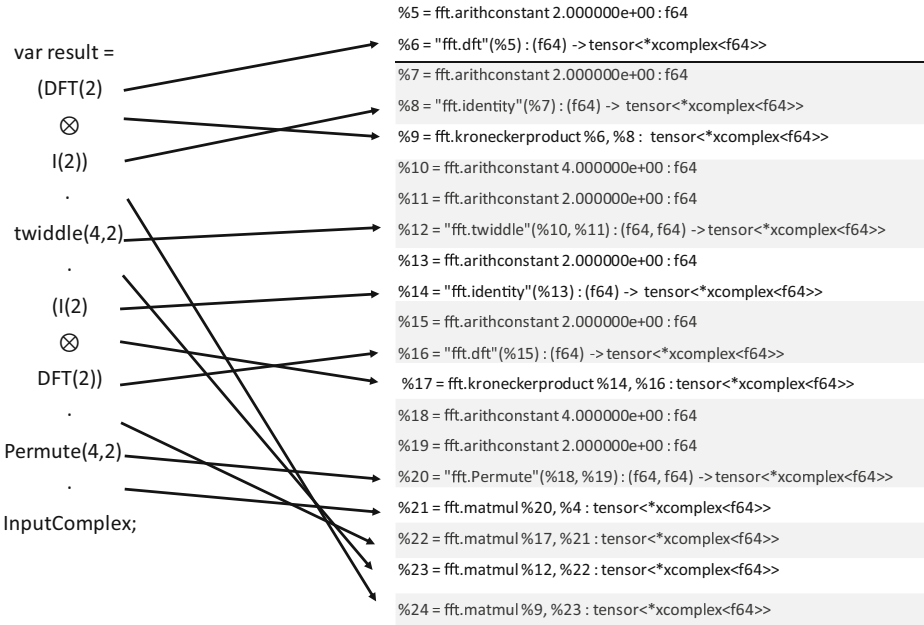 var result =
(DFT(2)
⊗
I(2))
.
twiddle(4,2)
.
(I(2)
⊗
DFT(2))
.
Permute(4,2)
.
InputComplex;
%5 = fft.arithconstant 2.000000e+00 : f64
%6 = "fft.dft"(%5) : (f64) -> tensor<*xcomplex<f64>>
%7 = fft.arithconstant 2.000000e+00 : f64
%8 = "fft.identity"(%7) : (f64) -> tensor<*xcomplex<f64>>
%9 = fft.kroneckerproduct %6, %8 : tensor<*xcomplex<f64>>
%10 = fft.arithconstant 4.000000e+00 : f64
%11 = fft.arithconstant 2.000000e+00 : f64
%12 = "fft.twiddle"(%10, %11) : (f64, f64) -> tensor<*xcomplex<f64>>
%13 = fft.arithconstant 2.000000e+00 : f64
%14 = "fft.identity"(%13) : (f64) -> tensor<*xcomplex<f64>>
%15 = fft.arithconstant 2.000000e+00 : f64
%16 = "fft.dft"(%15) : (f64) -> tensor<*xcomplex<f64>>
%17 = fft.kroneckerproduct %14, %16 : tensor<*xcomplex<f64>>
%18 = fft.arithconstant 4.000000e+00 : f64
%19 = fft.arithconstant 2.000000e+00 : f64
%20 = "fft.Permute"(%18, %19) : (f64, f64) -> tensor<*xcomplex<f64>>
%21 = fft.matmul %20, %4 : tensor<*xcomplex<f64>>
%22 = fft.matmul %17, %21 : tensor<*xcomplex<f64>>
%23 = fft.matmul %12, %22 : tensor<*xcomplex<f64>>
%24 = fft.matmul %9, %23 : tensor<*xcomplex<f64>>